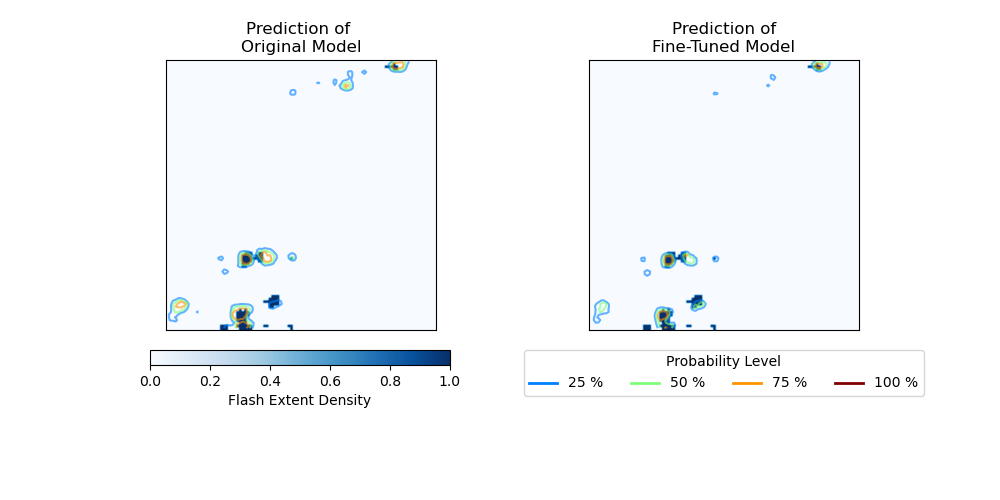 Prediction of
Original Model
Prediction of
Fine-Tuned Model
0.0 0.2 0.4 0.6 0.8 1.0
Flash Extent Density
Probability Level
25 % 50 % 75 % 100 %